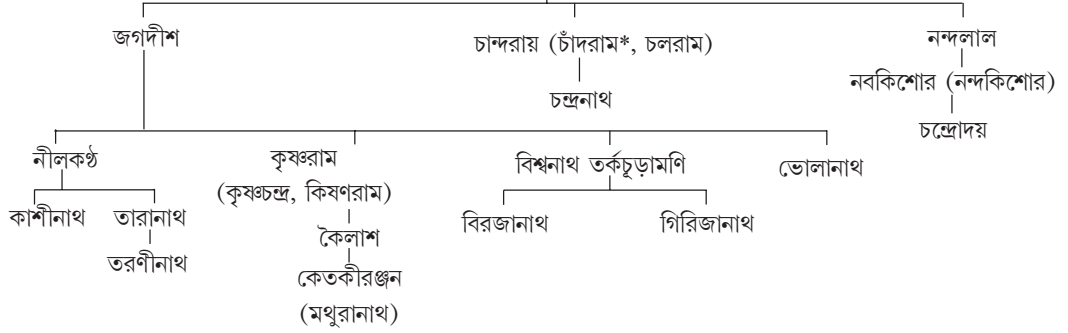 জগদীশ চান্দরায় (চাঁদরাম*, চলরাম) নন্দলাল
নবকিশোর (নন্দকিশোর)
চন্দ্রনাথ
চন্দ্রোদয়
নীলকণ্ঠ কৃষ্ণরাম বিশ্বনাথ তর্কচূড়ামণি ভোলানাথ
(কৃষ্ণচন্দ্র, কিষণরাম)
কাশীনাথ তারানাথ বিরজানাথ গিরিজানাথ
কৈলাশ
তরণীনাথ
কেতকীরঞ্জন
(মথুরানাথ)